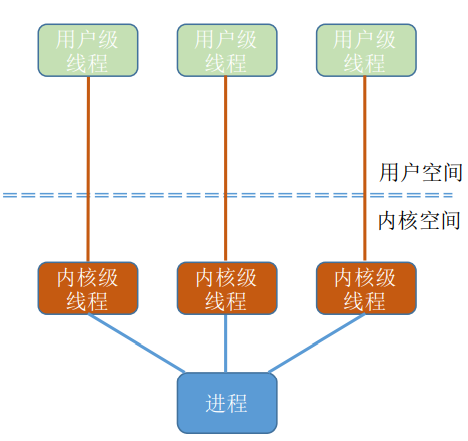 用户级 用户级 用户级
线程 线程 线程
用户空间
内核空间
内核级 内核级 内核级
线程 线程 线程
进程